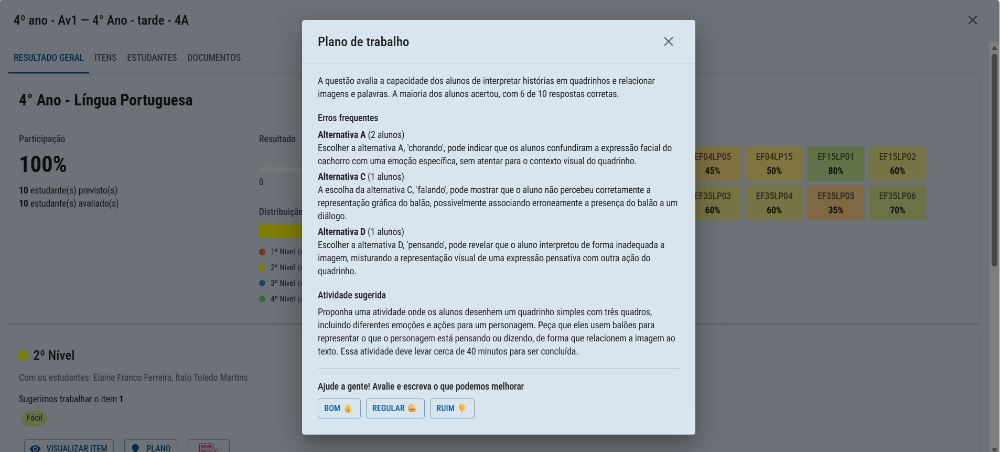 4º ano - Av1 — 4° Ano - tarde - 4A
RESULTADO GERAL ITENS ESTUDANTES DOCUMENTOS
4° Ano - Língua Portuguesa
Participação
100%
10 estudante(s) previsto(s)
10 estudante(s) avaliado(s)
Resultado
0
Distribuição
1º Nível
2º Nível
3º Nível
4º Nível
EF04LP05 EF04LP15 EF15LP01 EF15LP02
45% 50% 80% 60%
EF35LP03 EF35LP04 EF35LP05 EF35LP06
60% 60% 35% 70%
2º Nível
Com os estudantes: Elaine Franco Ferreira, Ítalo Toledo Martins
Sugerimos trabalhar o item 1
Fácil
VISUALIZAR ITEM PLANO NOVA ESCOLA
Plano de trabalho
A questão avalia a capacidade dos alunos de interpretar histórias em quadrinhos e relacionar
imagens e palavras. A maioria dos alunos acertou, com 6 de 10 respostas corretas.
Erros frequentes
Alternativa A (2 alunos)
Escolher a alternativa A, 'chorando', pode indicar que os alunos confundiram a expressão facial do
cachorro com uma emoção específica, sem atentar para o contexto visual do quadrinho.
Alternativa C (1 alunos)
A escolha da alternativa C, 'falando', pode mostrar que o aluno não percebeu corretamente a
representação gráfica do balão, possivelmente associando erroneamente a presença do balão a um
diálogo.
Alternativa D (1 alunos)
Escolher a alternativa D, 'pensando', pode revelar que o aluno interpretou de forma inadequada a
imagem, misturando a representação visual de uma expressão pensativa com outra ação do
quadrinho.
Atividade sugerida
Proponha uma atividade onde os alunos desenhem um quadrinho simples com três quadros,
incluindo diferentes emoções e ações para um personagem. Peça que eles usem balões para
representar o que o personagem está pensando ou dizendo, de forma que relacionem a imagem ao
texto. Essa atividade deve levar cerca de 40 minutos para ser concluída.
Ajude a gente! Avalie e escreva o que podemos melhorar
BOM 👍 REGULAR RUIM 👎